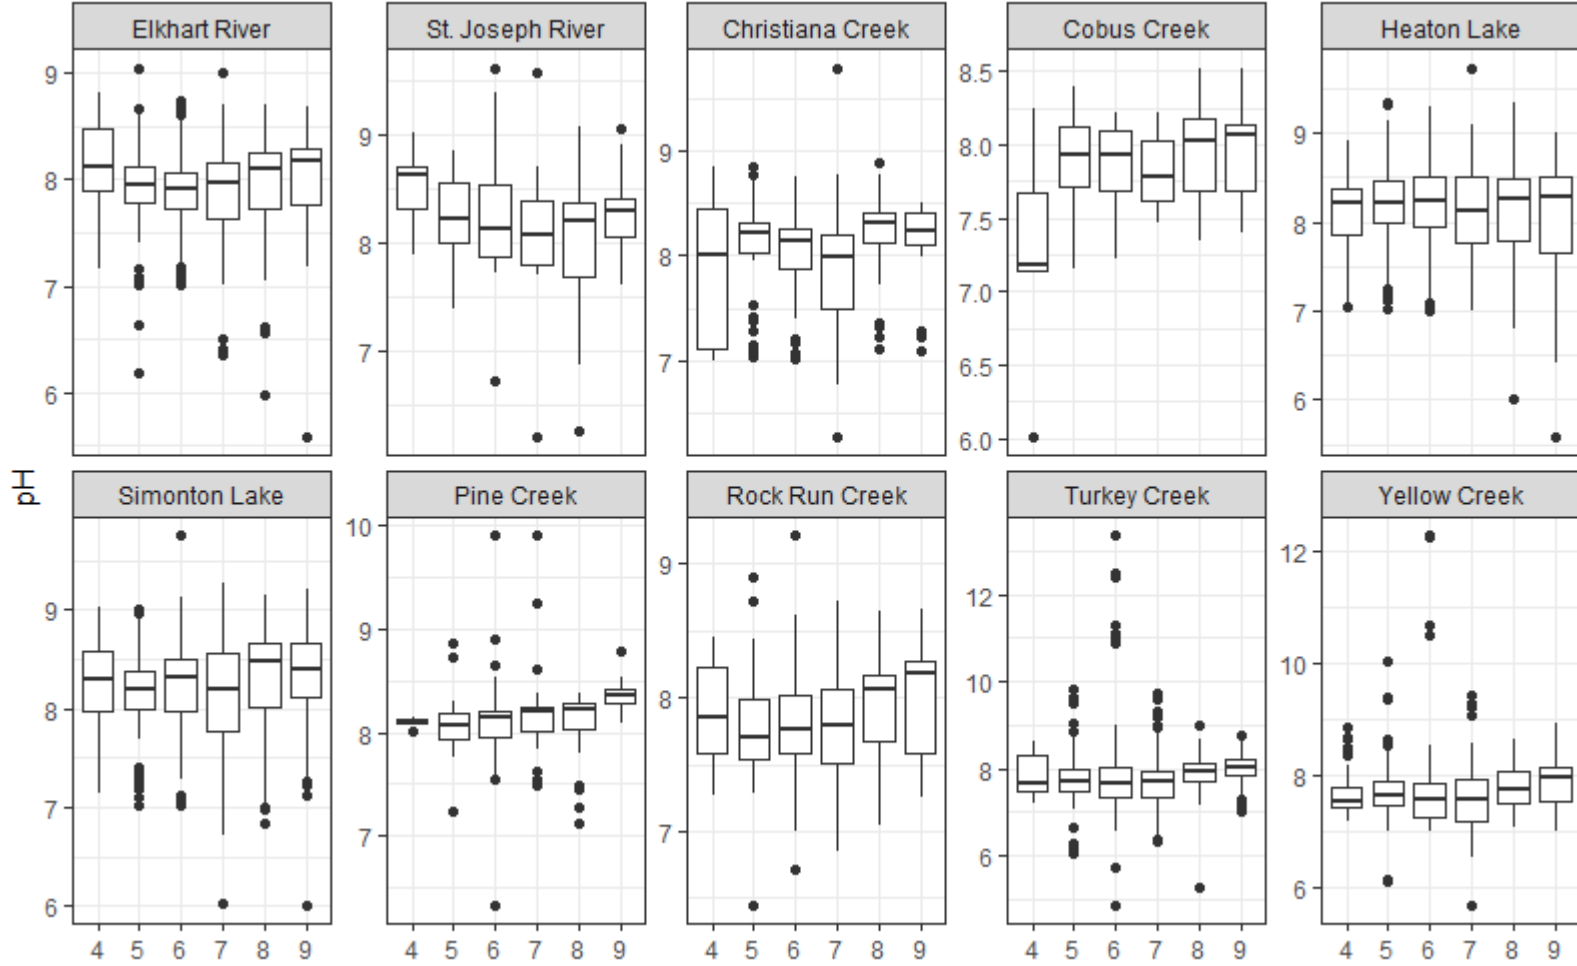 Elkhart River St. Joseph River Christiana Creek Cobus Creek Heaton Lake
9 8 7 6
9 8 7
9 8 7
8.5 8.0 7.5 7.0 6.5 6.0
9 8 7 6
pH
Simonton Lake Pine Creek Rock Run Creek Turkey Creek Yellow Creek
9 8 7 6
10 9 8 7
9 8 7
12 10 8 6
12 10 8 6
4 5 6 7 8 9 4 5 6 7 8 9 4 5 6 7 8 9 4 5 6 7 8 9 4 5 6 7 8 9